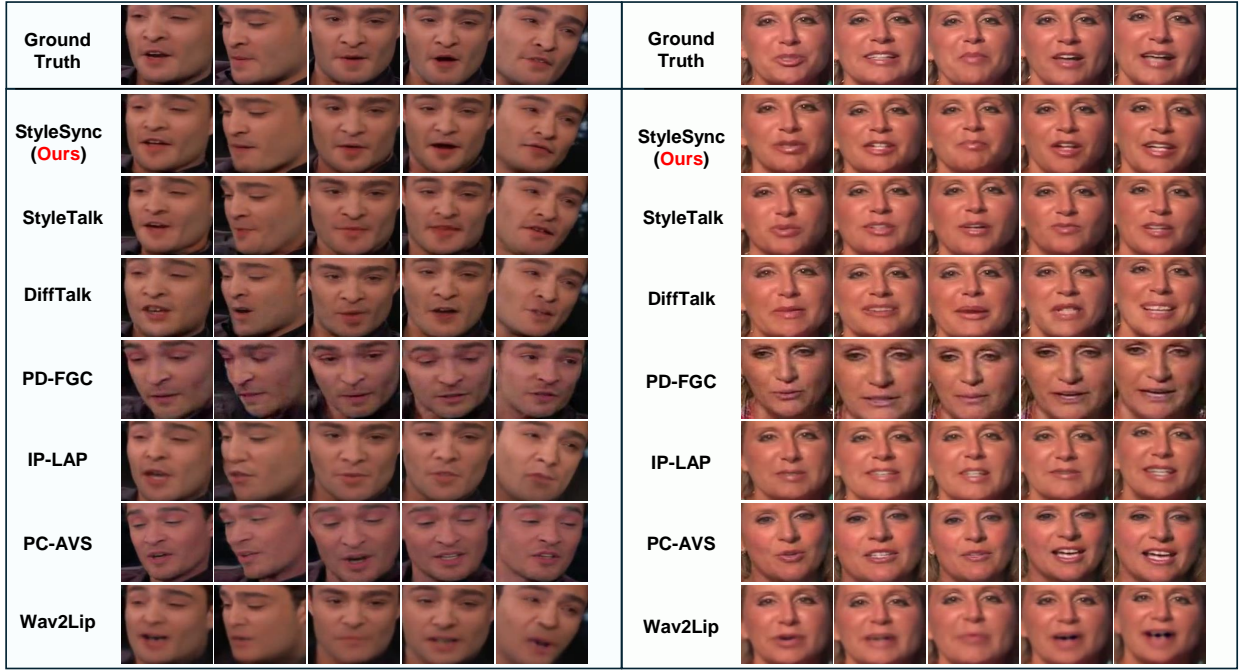 Ground
Truth
StyleSync
(Ours)
StyleTalk
DiffTalk
PD-FGC
IP-LAP
PC-AVS
Wav2Lip
Ground
Truth
StyleSync
(Ours)
StyleTalk
DiffTalk
PD-FGC
IP-LAP
PC-AVS
Wav2Lip